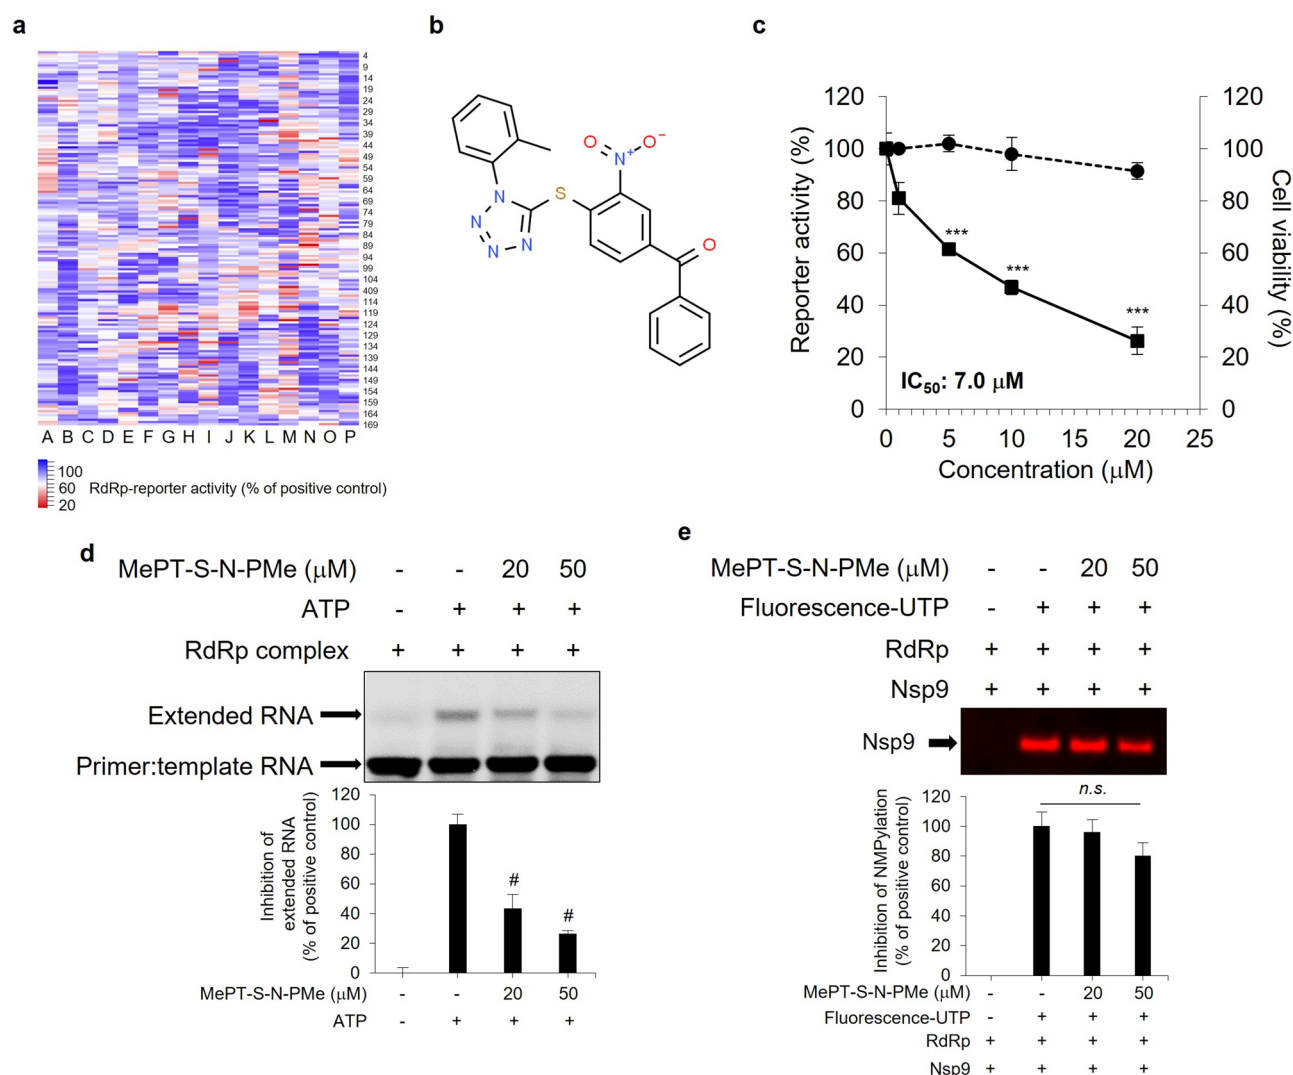 a
4
9
14
19
24
29
34
39
44
49
54
59
64
69
74
79
84
89
94
99
104
409
114
119
124
129
134
139
144
149
154
159
164
169
A B C D E F G H I J K L M N O P
100
60
20
RdRp-reporter activity (% of positive control)
b
N
N
N
N
S
O
N+
O−
O
c
120
100
80
60
40
20
0
Reporter activity (%)
120
100
80
60
40
20
0
Cell viability (%)
***
***
***
IC50: 7.0 μM
0 5 10 15 20 25
Concentration (μM)
d
MePT-S-N-PMe (μM) - - 20 50
ATP - + + +
RdRp complex + + + +
Extended RNA
Primer:template RNA
120
100
80
60
40
20
0
Inhibition of
extended RNA
(% of positive control)
#
#
MePT-S-N-PMe (μM) - - 20 50
ATP - + + +
e
MePT-S-N-PMe (μM) - - 20 50
Fluorescence-UTP - + + +
RdRp + + + +
Nsp9 + + + +
Nsp9
n.s.
120
100
80
60
40
20
0
Inhibition of NMPylation
(% of positive control)
MePT-S-N-PMe (μM) - - 20 50
Fluorescence-UTP - + + +
RdRp + + + +
Nsp9 + + + +